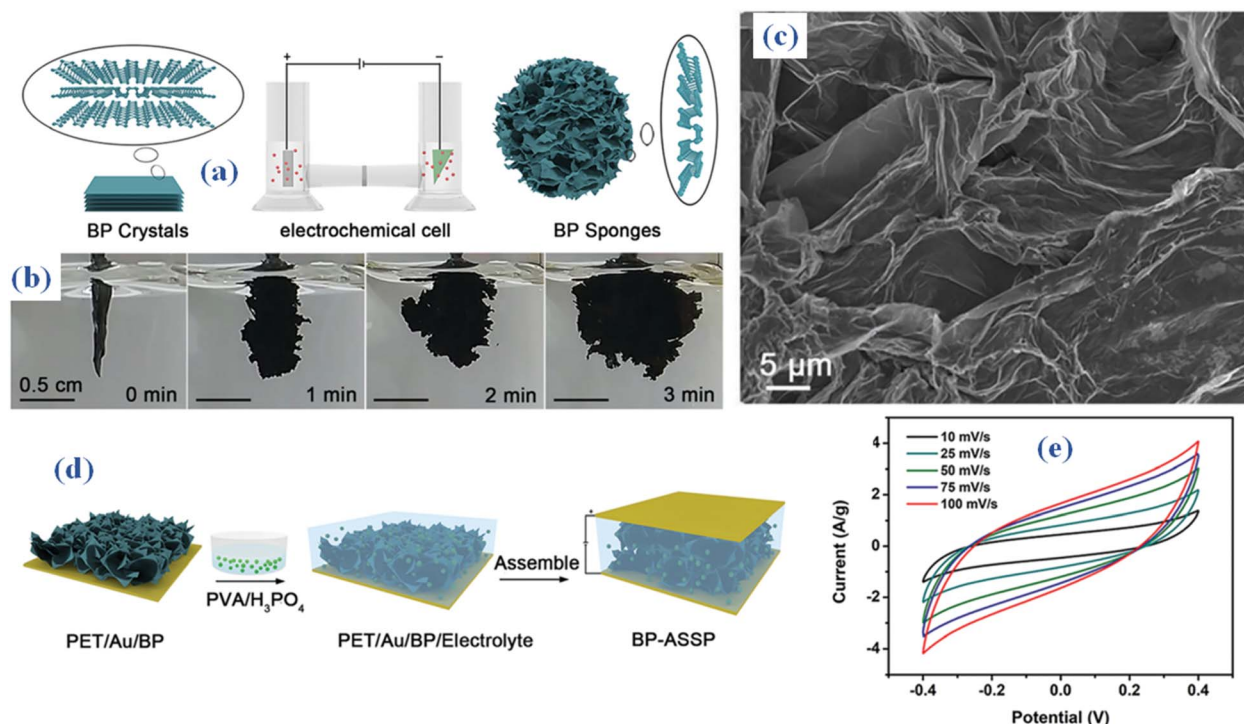 (a)
+
−
BP Crystals
electrochemical cell
BP Sponges
(b)
0.5 cm
0 min
1 min
2 min
3 min
(c)
5 µm
(d)
PVA/H₃PO₄
Assemble
PET/Au/BP
PET/Au/BP/Electrolyte
+
BP-ASSP
(e)
10 mV/s
25 mV/s
50 mV/s
75 mV/s
100 mV/s
Current (A/g)
4
2
0
-2
-4
-0.4
-0.2
0.0
0.2
0.4
Potential (V)